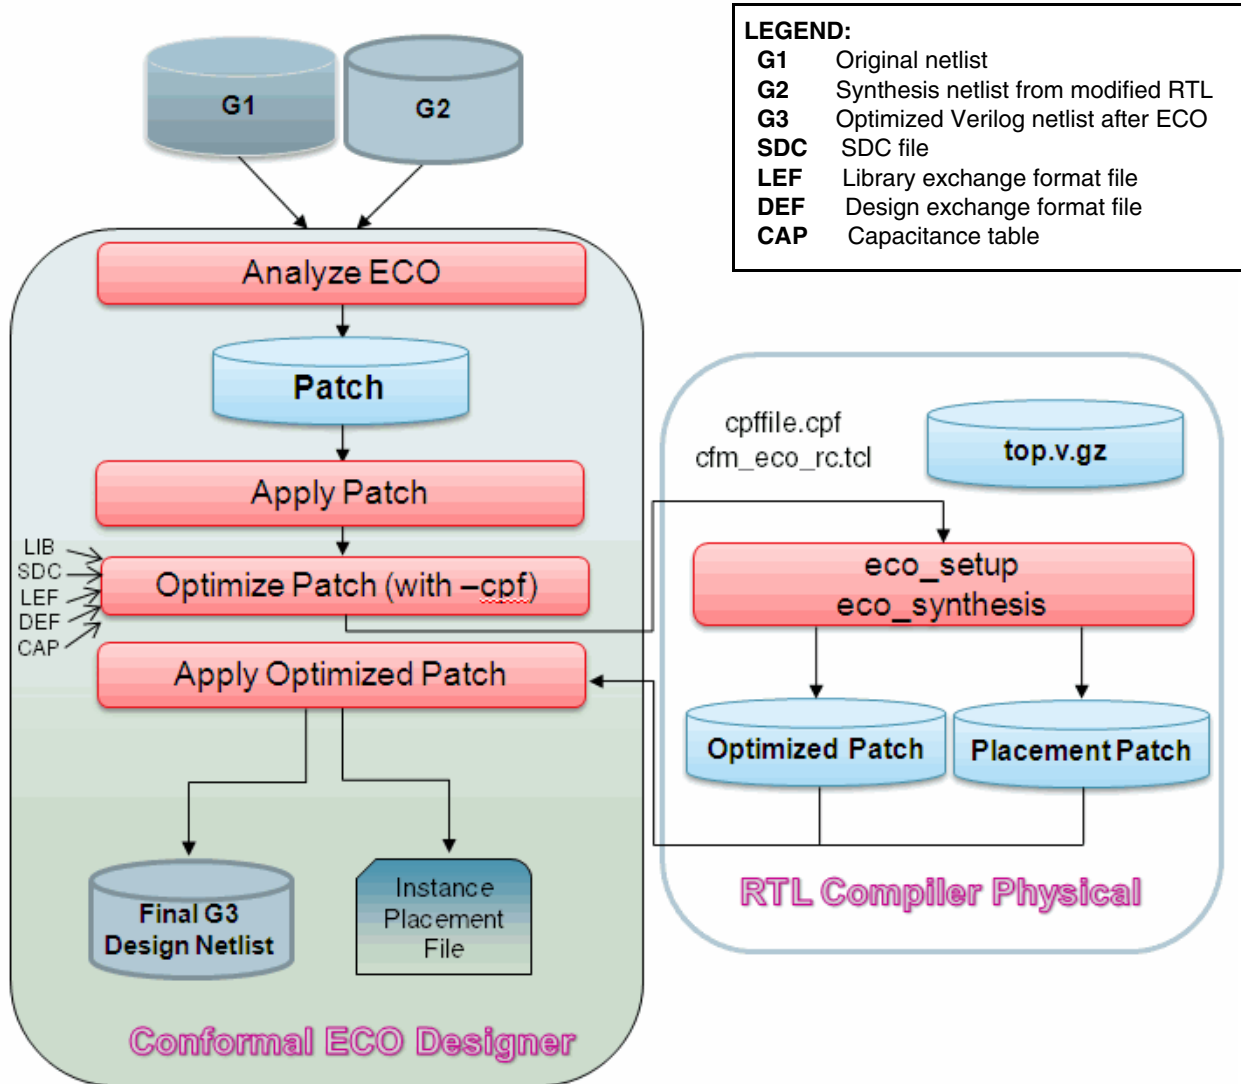 G1
G2
LEGEND:
G1 Original netlist
G2 Synthesis netlist from modified RTL
G3 Optimized Verilog netlist after ECO
SDC SDC file
LEF Library exchange format file
DEF Design exchange format file
CAP Capacitance table
Analyze ECO
Patch
Apply Patch
LIB
SDC
LEF
DEF
CAP
Optimize Patch (with –cpf)
Apply Optimized Patch
Final G3
Design Netlist
Instance
Placement
File
Conformal ECO Designer
cpffile.cpf
cfm_eco_rc.tcl
top.v.gz
eco_setup
eco_synthesis
Optimized Patch
Placement Patch
RTL Compiler Physical